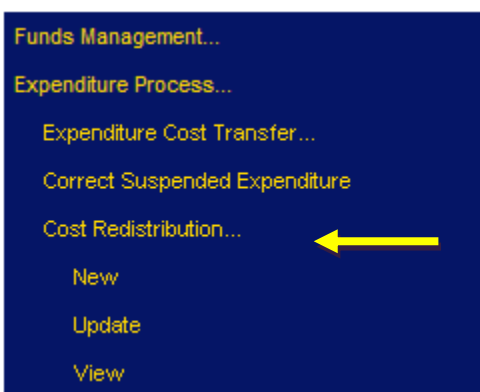 Funds Management...
Expenditure Process...
Expenditure Cost Transfer...
Correct Suspended Expenditure
Cost Redistribution...
New
Update
View